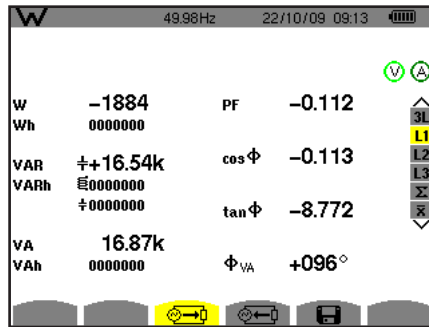 W 49.98Hz 22/10/09 09:13
V A
W -1884 PF -0.112
Wh 0000000
3L
L1
VAR +16.54k cos Φ -0.113
L2
L3
VARh 0000000
Σ
0000000 tan Φ -8.772
x̅
VA 16.87k
VAh 0000000 Φ VA +096°